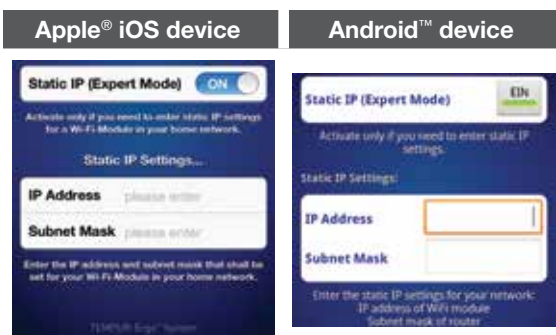 Apple® iOS device
Static IP (Expert Mode) ON
Activate only if you need to enter static IP settings
for a Wi-Fi-Module in your home network.
Static IP Settings...
IP Address please enter
Subnet Mask please enter
Enter the IP address and subnet mask that shall be
set for your Wi-Fi-Module in your home network.
Android™ device
Static IP (Expert Mode) EIN
Activate only if you need to enter static IP
settings.
Static IP Settings:
IP Address
Subnet Mask
Enter the static IP settings for your network:
IP address of WiFi module
Subnet mask of router